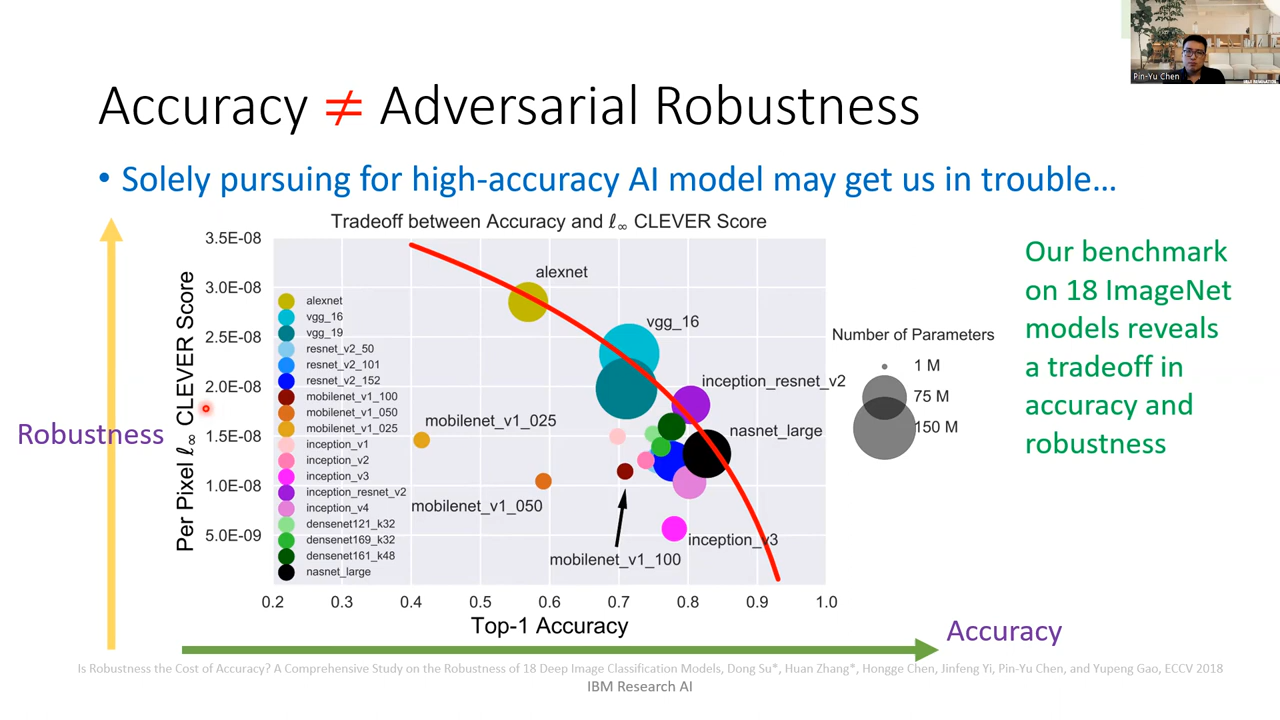 Pin-Yu Chen
Accuracy ≠ Adversarial Robustness
• Solely pursuing for high-accuracy AI model may get us in trouble…
Tradeoff between Accuracy and ℓ∞ CLEVER Score
Robustness
Per Pixel ℓ∞ CLEVER Score
3.5E-08
3.0E-08
2.5E-08
2.0E-08
1.5E-08
1.0E-08
5.0E-09
alexnet
vgg_16
vgg_19
resnet_v2_50
resnet_v2_101
resnet_v2_152
mobilenet_v1_100
mobilenet_v1_050
mobilenet_v1_025
inception_v1
inception_v2
inception_v3
inception_resnet_v2
inception_v4
densenet121_k32
densenet169_k32
densenet161_k48
nasnet_large
alexnet
vgg_16
inception_resnet_v2
mobilenet_v1_025
nasnet_large
mobilenet_v1_050
inception_v3
mobilenet_v1_100
0.2 0.3 0.4 0.5 0.6 0.7 0.8 0.9 1.0
Top-1 Accuracy
Number of Parameters
1 M
75 M
150 M
Our benchmark
on 18 ImageNet
models reveals
a tradeoff in
accuracy and
robustness
Accuracy
Is Robustness the Cost of Accuracy? A Comprehensive Study on the Robustness of 18 Deep Image Classification Models, Dong Su*, Huan Zhang*, Hongge Chen, Jinfeng Yi, Pin-Yu Chen, and Yupeng Gao, ECCV 2018
IBM Research AI